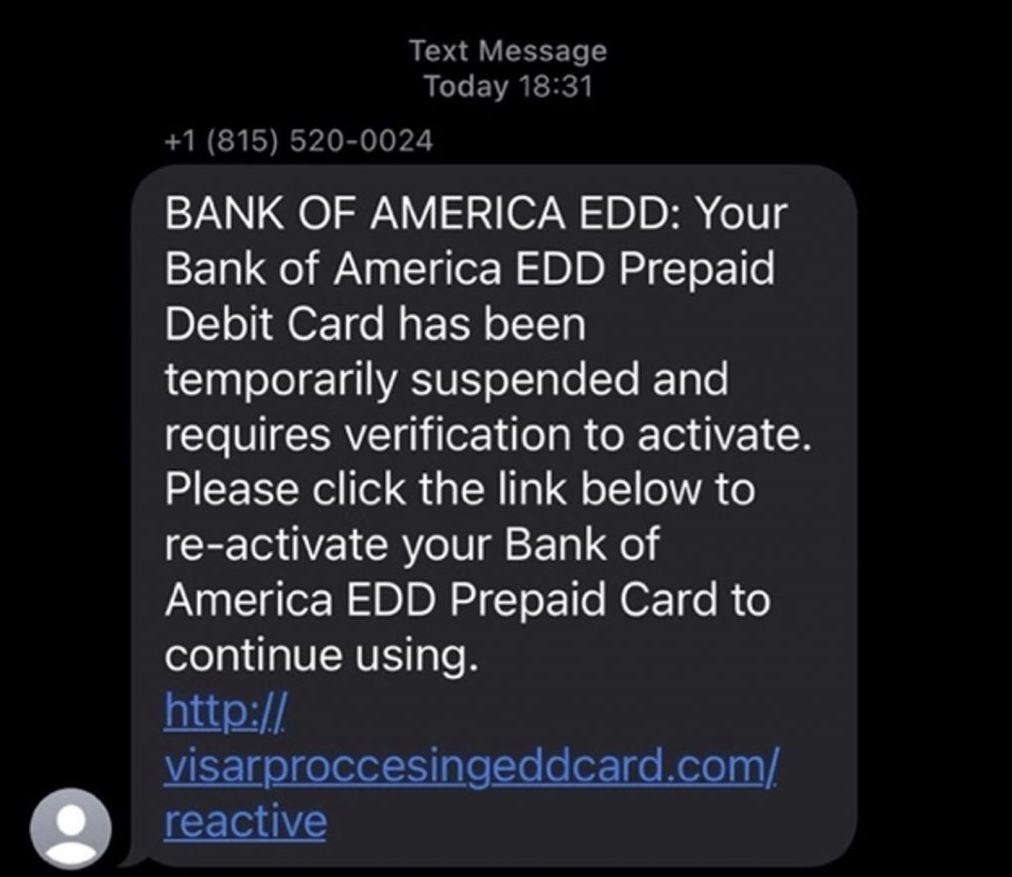 Text Message
Today 18:31
+1 (815) 520-0024
BANK OF AMERICA EDD: Your
Bank of America EDD Prepaid
Debit Card has been
temporarily suspended and
requires verification to activate.
Please click the link below to
re-activate your Bank of
America EDD Prepaid Card to
continue using.
http://
visarproccesingeddcard.com/
reactive